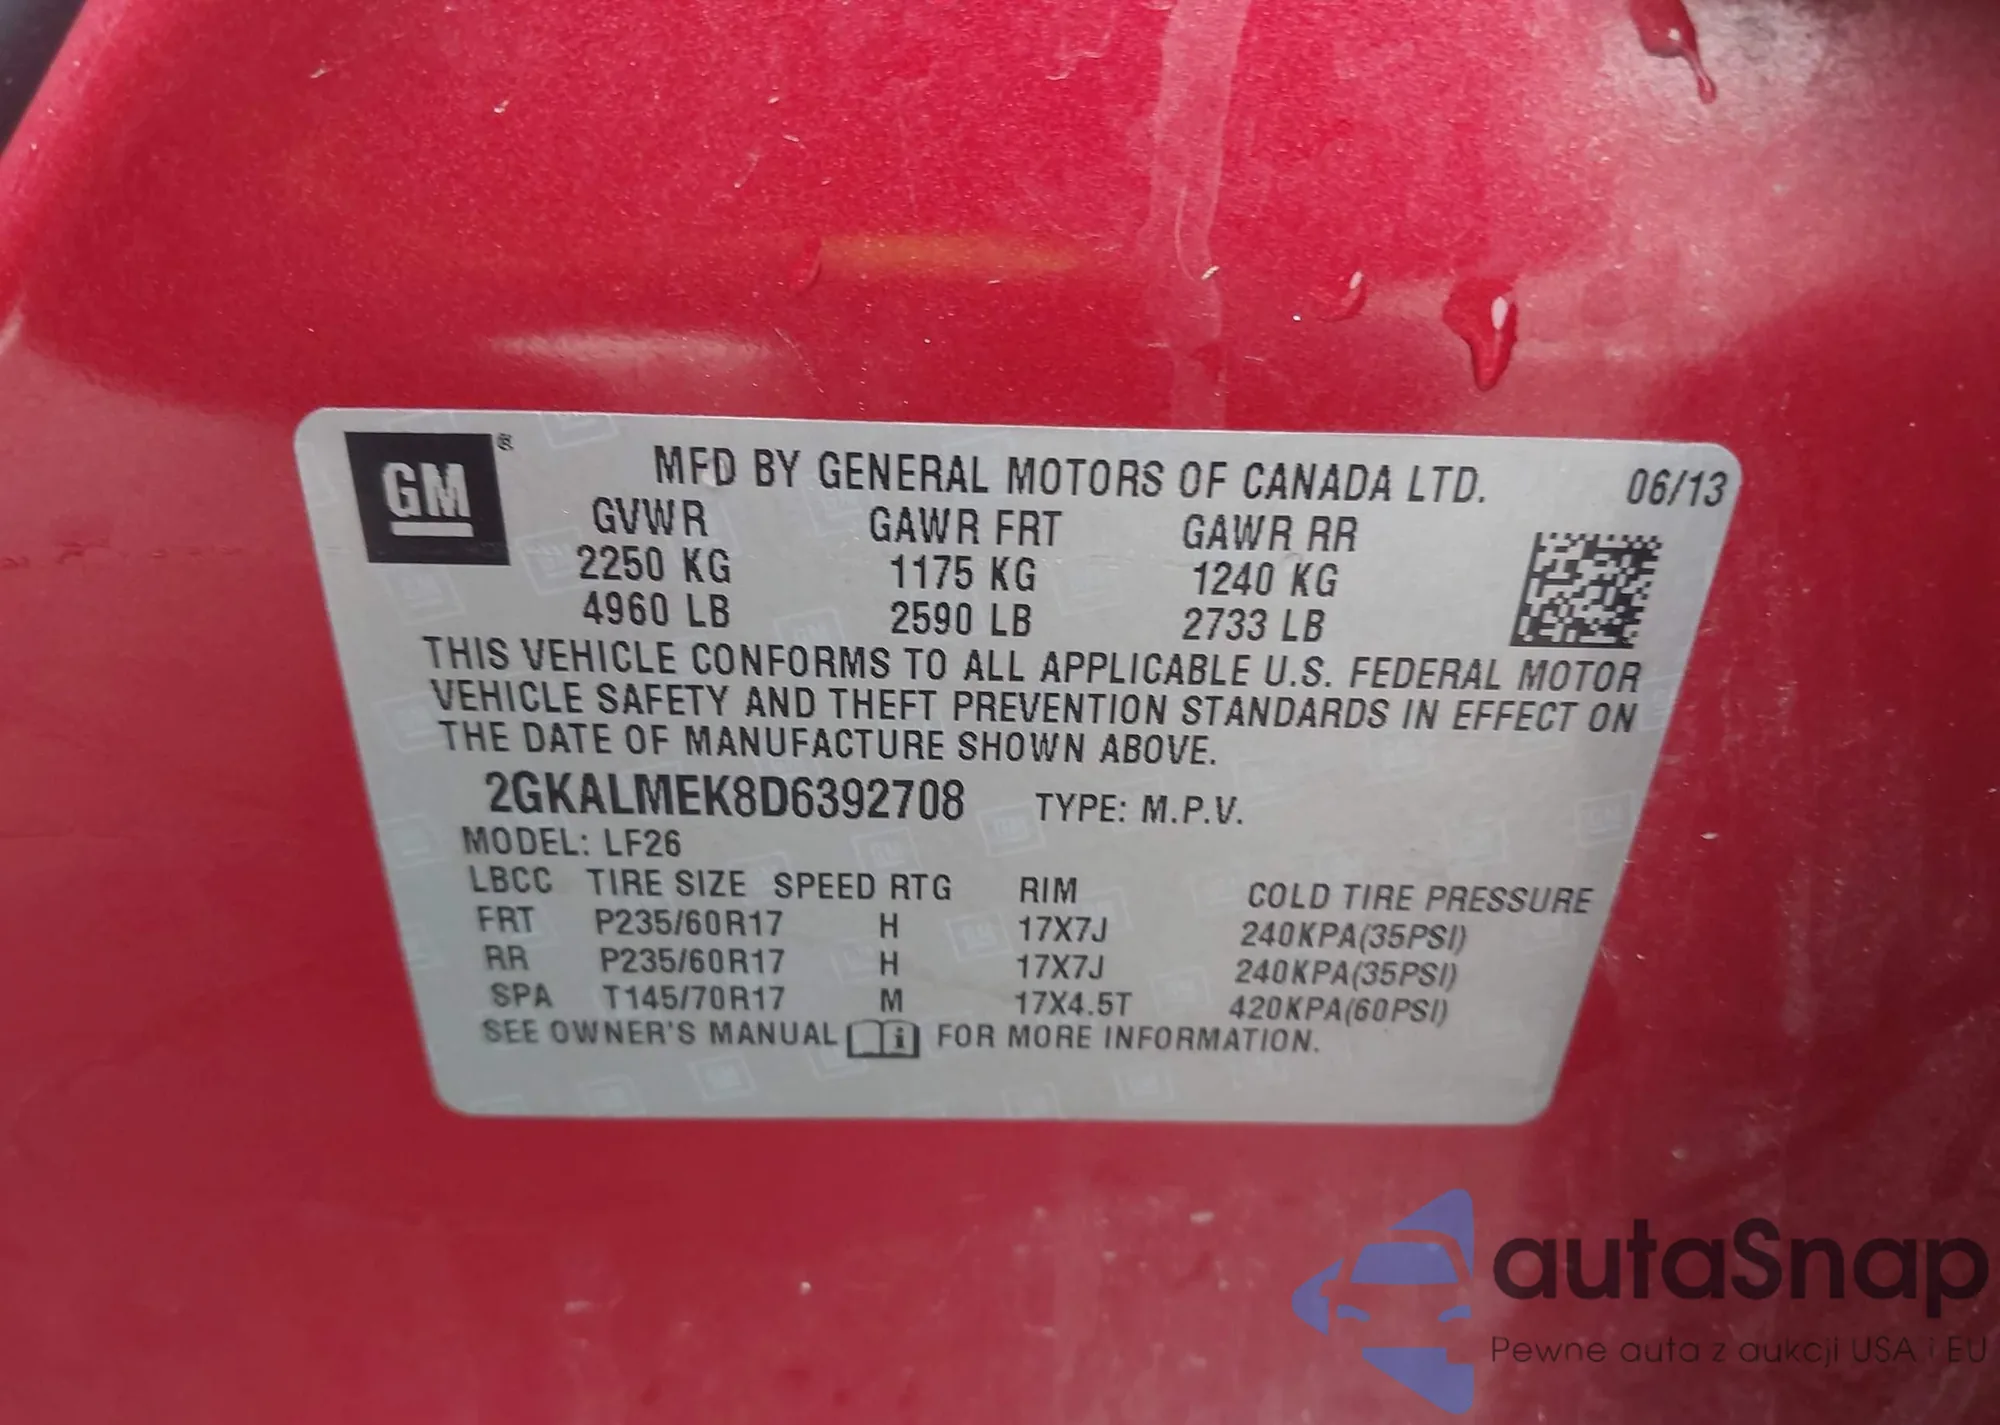 GM ®
MFD BY GENERAL MOTORS OF CANADA LTD. 06/13
GVWR GAWR FRT GAWR RR
2250 KG 1175 KG 1240 KG
4960 LB 2590 LB 2733 LB
THIS VEHICLE CONFORMS TO ALL APPLICABLE U.S. FEDERAL MOTOR
VEHICLE SAFETY AND THEFT PREVENTION STANDARDS IN EFFECT ON
THE DATE OF MANUFACTURE SHOWN ABOVE.
2GKALMEK8D6392708 TYPE: M.P.V.
MODEL: LF26
LBCC TIRE SIZE SPEED RTG RIM COLD TIRE PRESSURE
FRT P235/60R17 H 17X7J 240KPA(35PSI)
RR P235/60R17 H 17X7J 240KPA(35PSI)
SPA T145/70R17 M 17X4.5T 420KPA(60PSI)
SEE OWNER'S MANUAL i FOR MORE INFORMATION.
autaSnap
Pewne auta z aukcji USA i EU